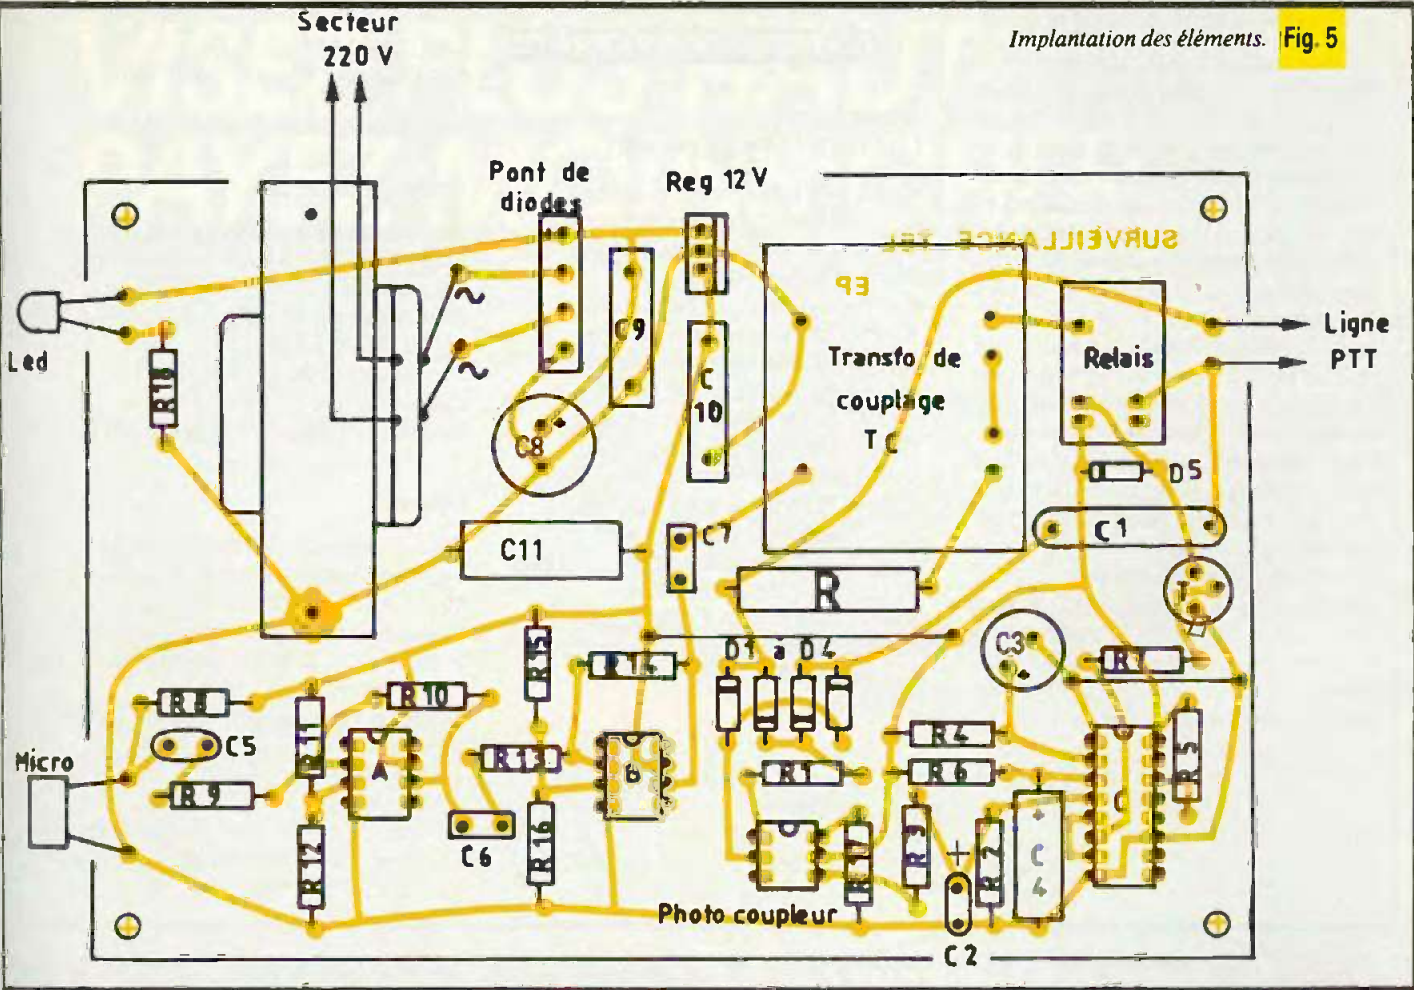 Secteur
220 V
Implantation des éléments. Fig. 5
Pont de
diodes
Reg 12 V
SURVEILLANCE TEL
EP
Led
R18
C9
C
10
C8
Transfo de
couplage
TC
Relais
Ligne
PTT
D5
C1
C11
C7
R
T
C3
R7
D1 à D4
R15
R14
R8
R10
R11
C5
A
R13
B
R4
R5
Micro
R9
R1
R6
C
C6
R16
R12
R17
R3
+
R2
+
C
4
Photo coupleur
C2